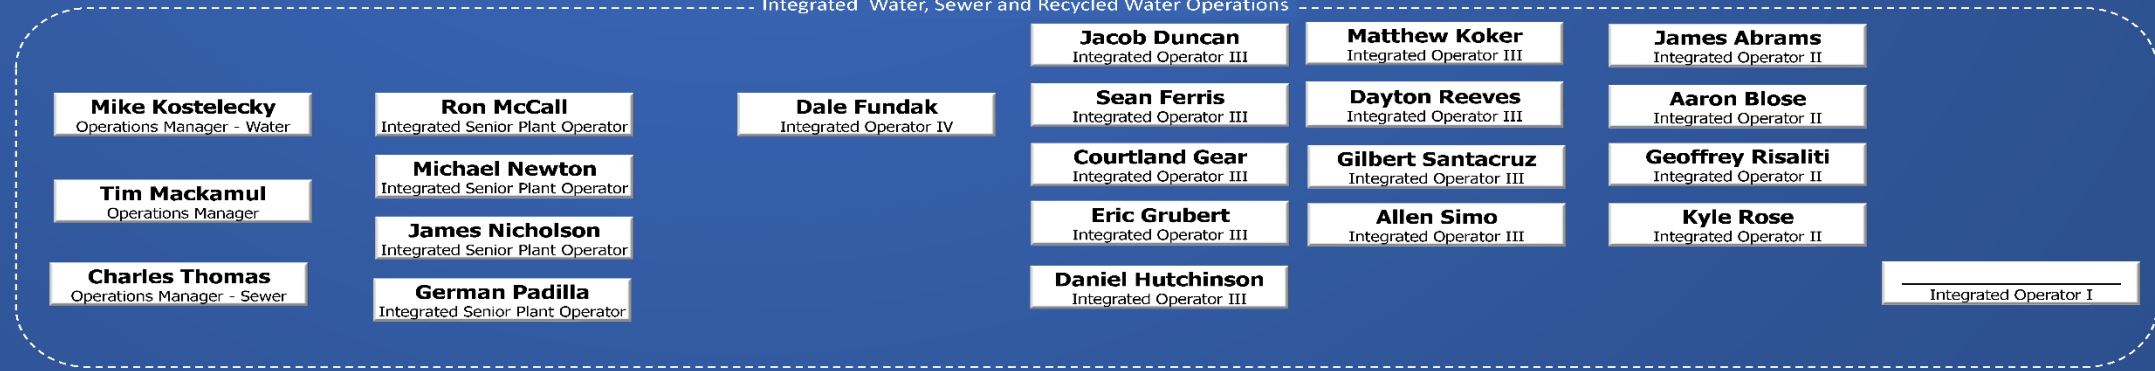 Integrated Water, Sewer and Recycled Water Operations
Mike Kostelecky
Operations Manager - Water
Tim Mackamul
Operations Manager
Charles Thomas
Operations Manager - Sewer
Ron McCall
Integrated Senior Plant Operator
Michael Newton
Integrated Senior Plant Operator
James Nicholson
Integrated Senior Plant Operator
German Padilla
Integrated Senior Plant Operator
Dale Fundak
Integrated Operator IV
Jacob Duncan
Integrated Operator III
Sean Ferris
Integrated Operator III
Courtland Gear
Integrated Operator III
Eric Grubert
Integrated Operator III
Daniel Hutchinson
Integrated Operator III
Matthew Koker
Integrated Operator III
Dayton Reeves
Integrated Operator III
Gilbert Santacruz
Integrated Operator III
Allen Simo
Integrated Operator III
James Abrams
Integrated Operator II
Aaron Blose
Integrated Operator II
Geoffrey Risaliti
Integrated Operator II
Kyle Rose
Integrated Operator II
Integrated Operator I